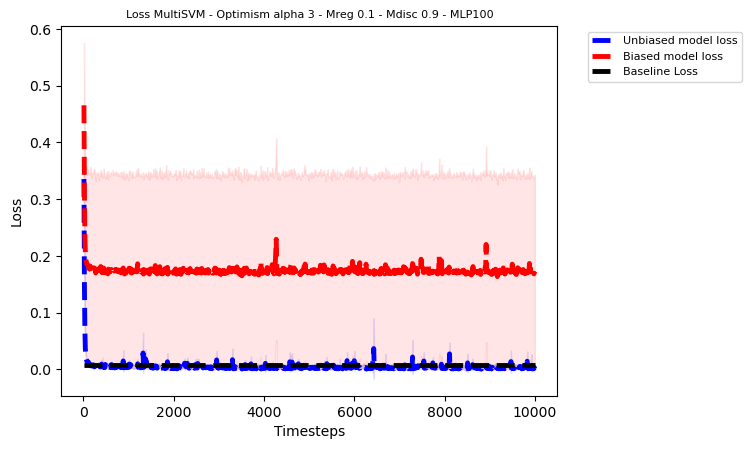 Loss MultiSVM - Optimism alpha 3 - Mreg 0.1 - Mdisc 0.9 - MLP100
Unbiased model loss
Biased model loss
Baseline Loss
Loss
0.6
0.5
0.4
0.3
0.2
0.1
0.0
0 2000 4000 6000 8000 10000
Timesteps